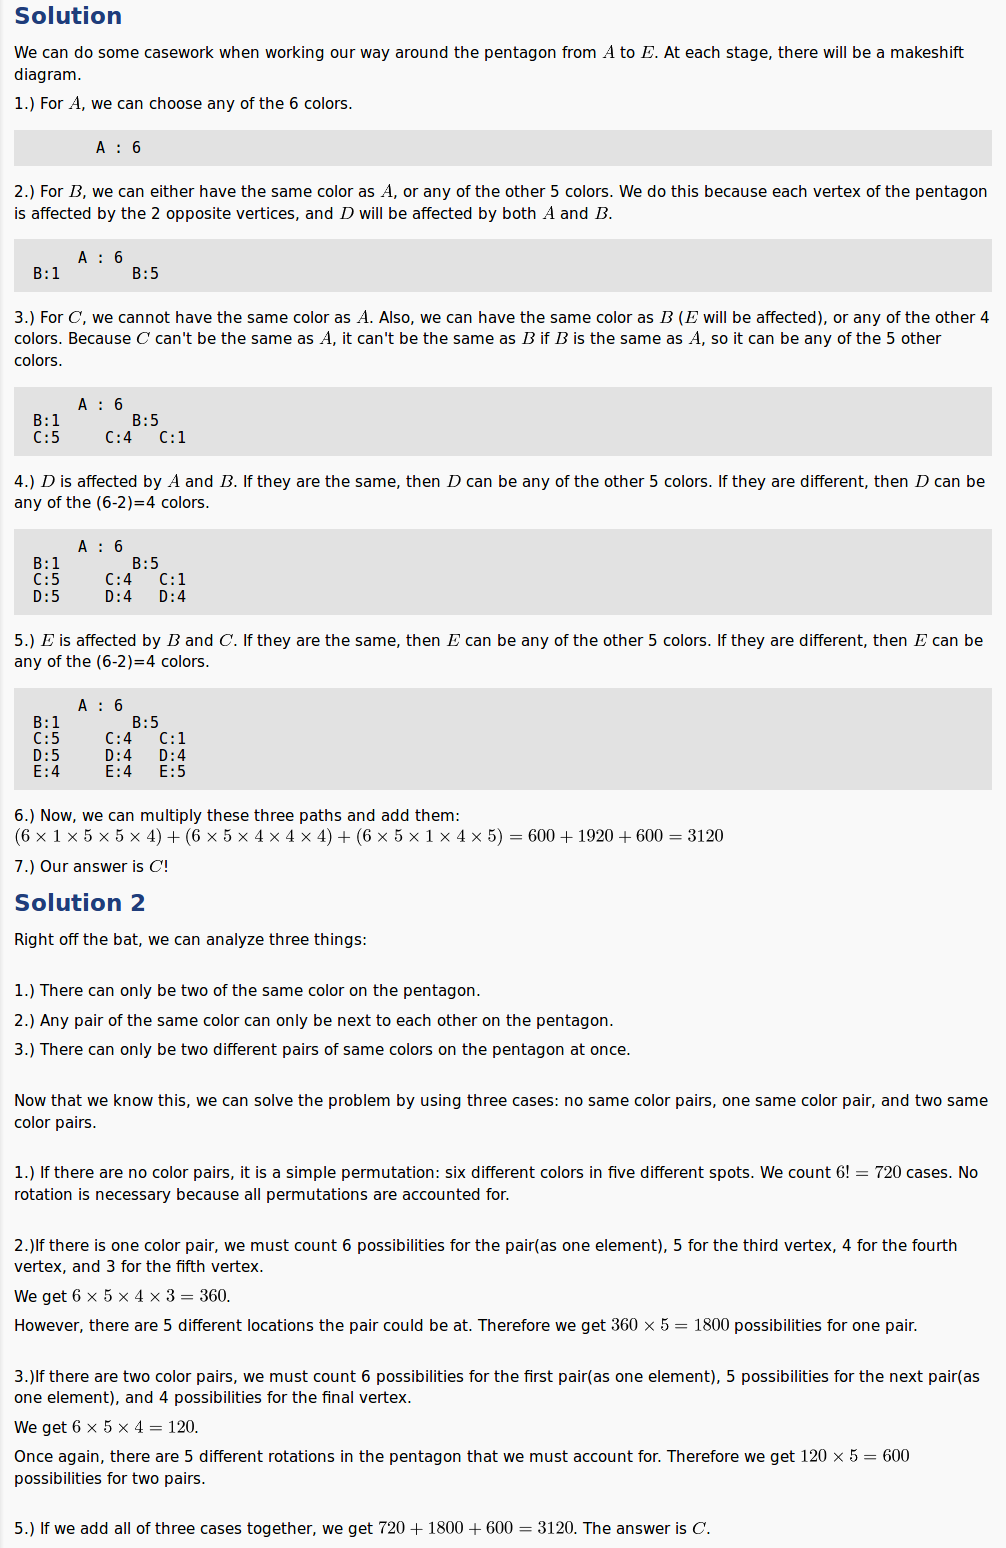 Solution
We can do some casework when working our way around the pentagon from A to E. At each stage, there will be a makeshift
diagram.
1.) For A, we can choose any of the 6 colors.
A : 6
2.) For B, we can either have the same color as A, or any of the other 5 colors. We do this because each vertex of the pentagon
is affected by the 2 opposite vertices, and D will be affected by both A and B.
A : 6
B:1 B:5
3.) For C, we cannot have the same color as A. Also, we can have the same color as B (E will be affected), or any of the other 4
colors. Because C can't be the same as A, it can't be the same as B if B is the same as A, so it can be any of the 5 other
colors.
A : 6
B:1 B:5
C:5 C:4 C:1
4.) D is affected by A and B. If they are the same, then D can be any of the other 5 colors. If they are different, then D can be
any of the (6-2)=4 colors.
A : 6
B:1 B:5
C:5 C:4 C:1
D:5 D:4 D:4
5.) E is affected by B and C. If they are the same, then E can be any of the other 5 colors. If they are different, then E can be
any of the (6-2)=4 colors.
A : 6
B:1 B:5
C:5 C:4 C:1
D:5 D:4 D:4
E:4 E:4 E:5
6.) Now, we can multiply these three paths and add them:
(6 × 1 × 5 × 5 × 4) + (6 × 5 × 4 × 4 × 4) + (6 × 5 × 1 × 4 × 5) = 600 + 1920 + 600 = 3120
7.) Our answer is C!
Solution 2
Right off the bat, we can analyze three things:
1.) There can only be two of the same color on the pentagon.
2.) Any pair of the same color can only be next to each other on the pentagon.
3.) There can only be two different pairs of same colors on the pentagon at once.
Now that we know this, we can solve the problem by using three cases: no same color pairs, one same color pair, and two same
color pairs.
1.) If there are no color pairs, it is a simple permutation: six different colors in five different spots. We count 6! = 720 cases. No
rotation is necessary because all permutations are accounted for.
2.)If there is one color pair, we must count 6 possibilities for the pair(as one element), 5 for the third vertex, 4 for the fourth
vertex, and 3 for the fifth vertex.
We get 6 × 5 × 4 × 3 = 360.
However, there are 5 different locations the pair could be at. Therefore we get 360 × 5 = 1800 possibilities for one pair.
3.)If there are two color pairs, we must count 6 possibilities for the first pair(as one element), 5 possibilities for the next pair(as
one element), and 4 possibilities for the final vertex.
We get 6 × 5 × 4 = 120.
Once again, there are 5 different rotations in the pentagon that we must account for. Therefore we get 120 × 5 = 600
possibilities for two pairs.
5.) If we add all of three cases together, we get 720 + 1800 + 600 = 3120. The answer is C.